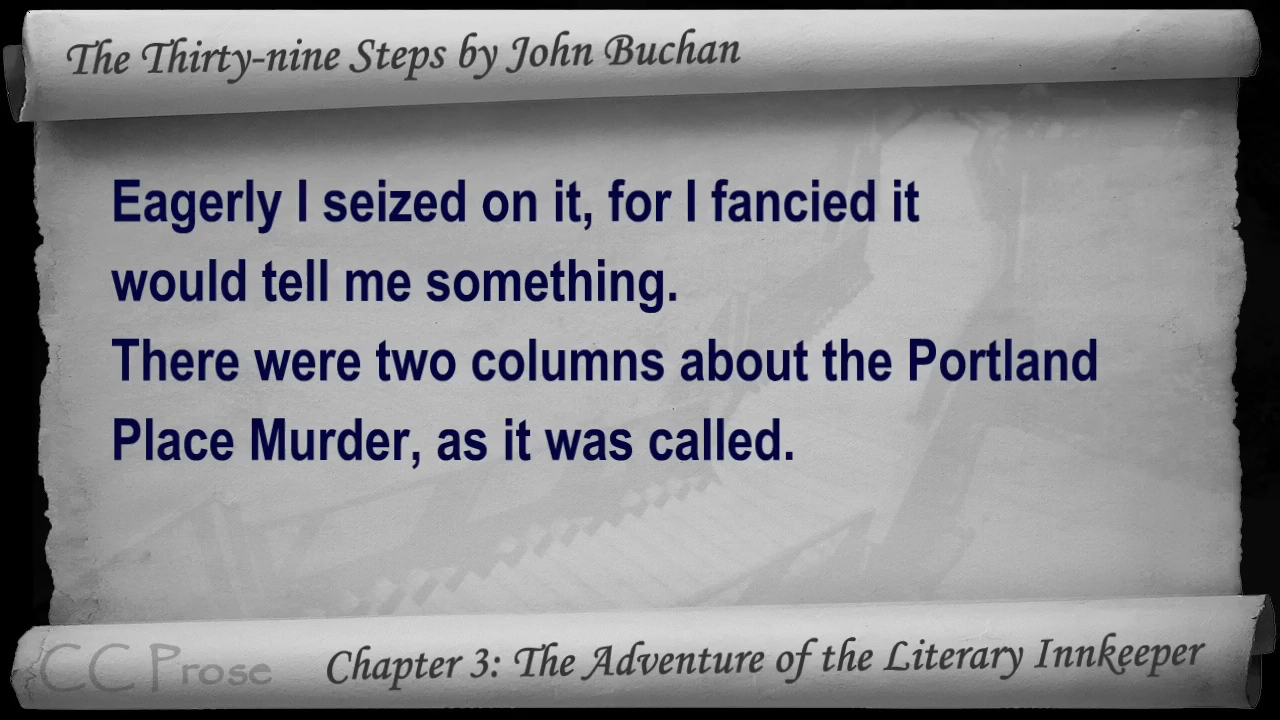 The Thirty-nine Steps by John Buchan
Eagerly I seized on it, for I fancied it
would tell me something.
There were two columns about the Portland
Place Murder, as it was called.
CC Prose
Chapter 3: The Adventure of the Literary Innkeeper